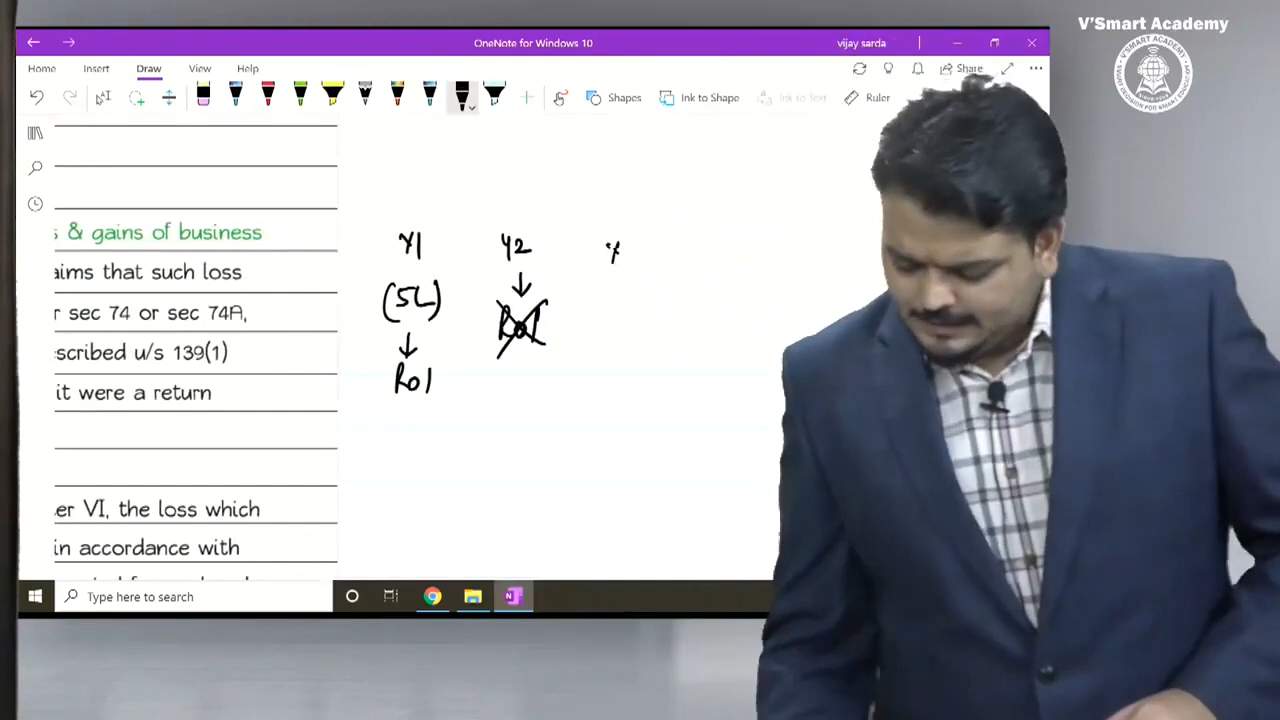 V'Smart Academy
OneNote for Windows 10
vijay sarda
Home Insert Draw View Help
Share
Shapes Ink to Shape Ink to Text Ruler
s & gains of business
aims that such loss
r sec 74 or sec 74A,
escribed u/s 139(1)
it were a return
er VI, the loss which
in accordance with
Y1 Y2 Y
(5L) RoI
RoI
Type here to search